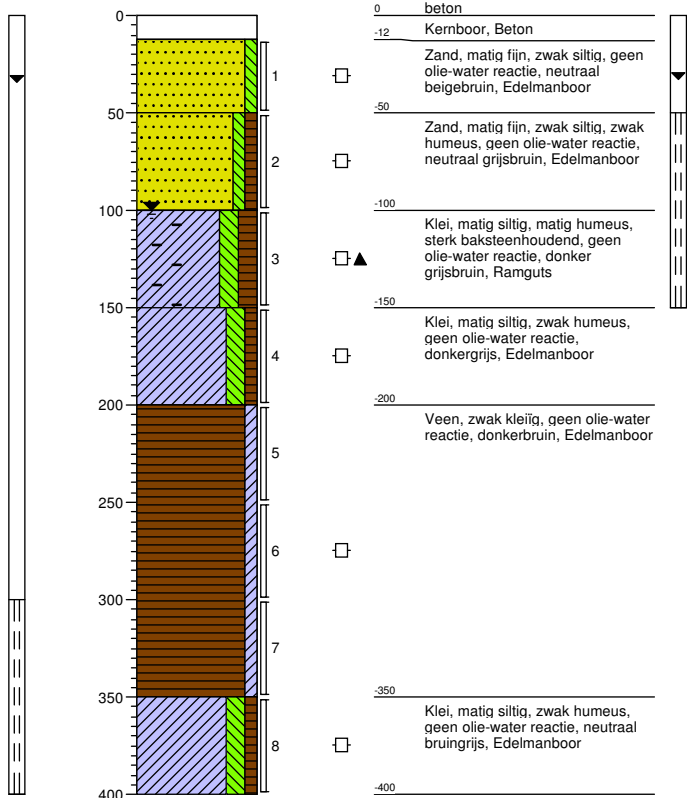 0
50
100
150
200
250
300
350
400
1
2
3
4
5
6
7
8
0
beton
-12
Kernboor, Beton
Zand, matig fijn, zwak siltig, geen
olie-water reactie, neutraal
beigebruin, Edelmanboor
-50
Zand, matig fijn, zwak siltig, zwak
humeus, geen olie-water reactie,
neutraal grijsbruin, Edelmanboor
-100
Klei, matig siltig, matig humeus,
sterk baksteenhoudend, geen
olie-water reactie, donker
grijsbruin, Ramguts
-150
Klei, matig siltig, zwak humeus,
geen olie-water reactie,
donkergrijs, Edelmanboor
-200
Veen, zwak kleiïg, geen olie-water
reactie, donkerbruin, Edelmanboor
-350
Klei, matig siltig, zwak humeus,
geen olie-water reactie, neutraal
bruingrijs, Edelmanboor
-400